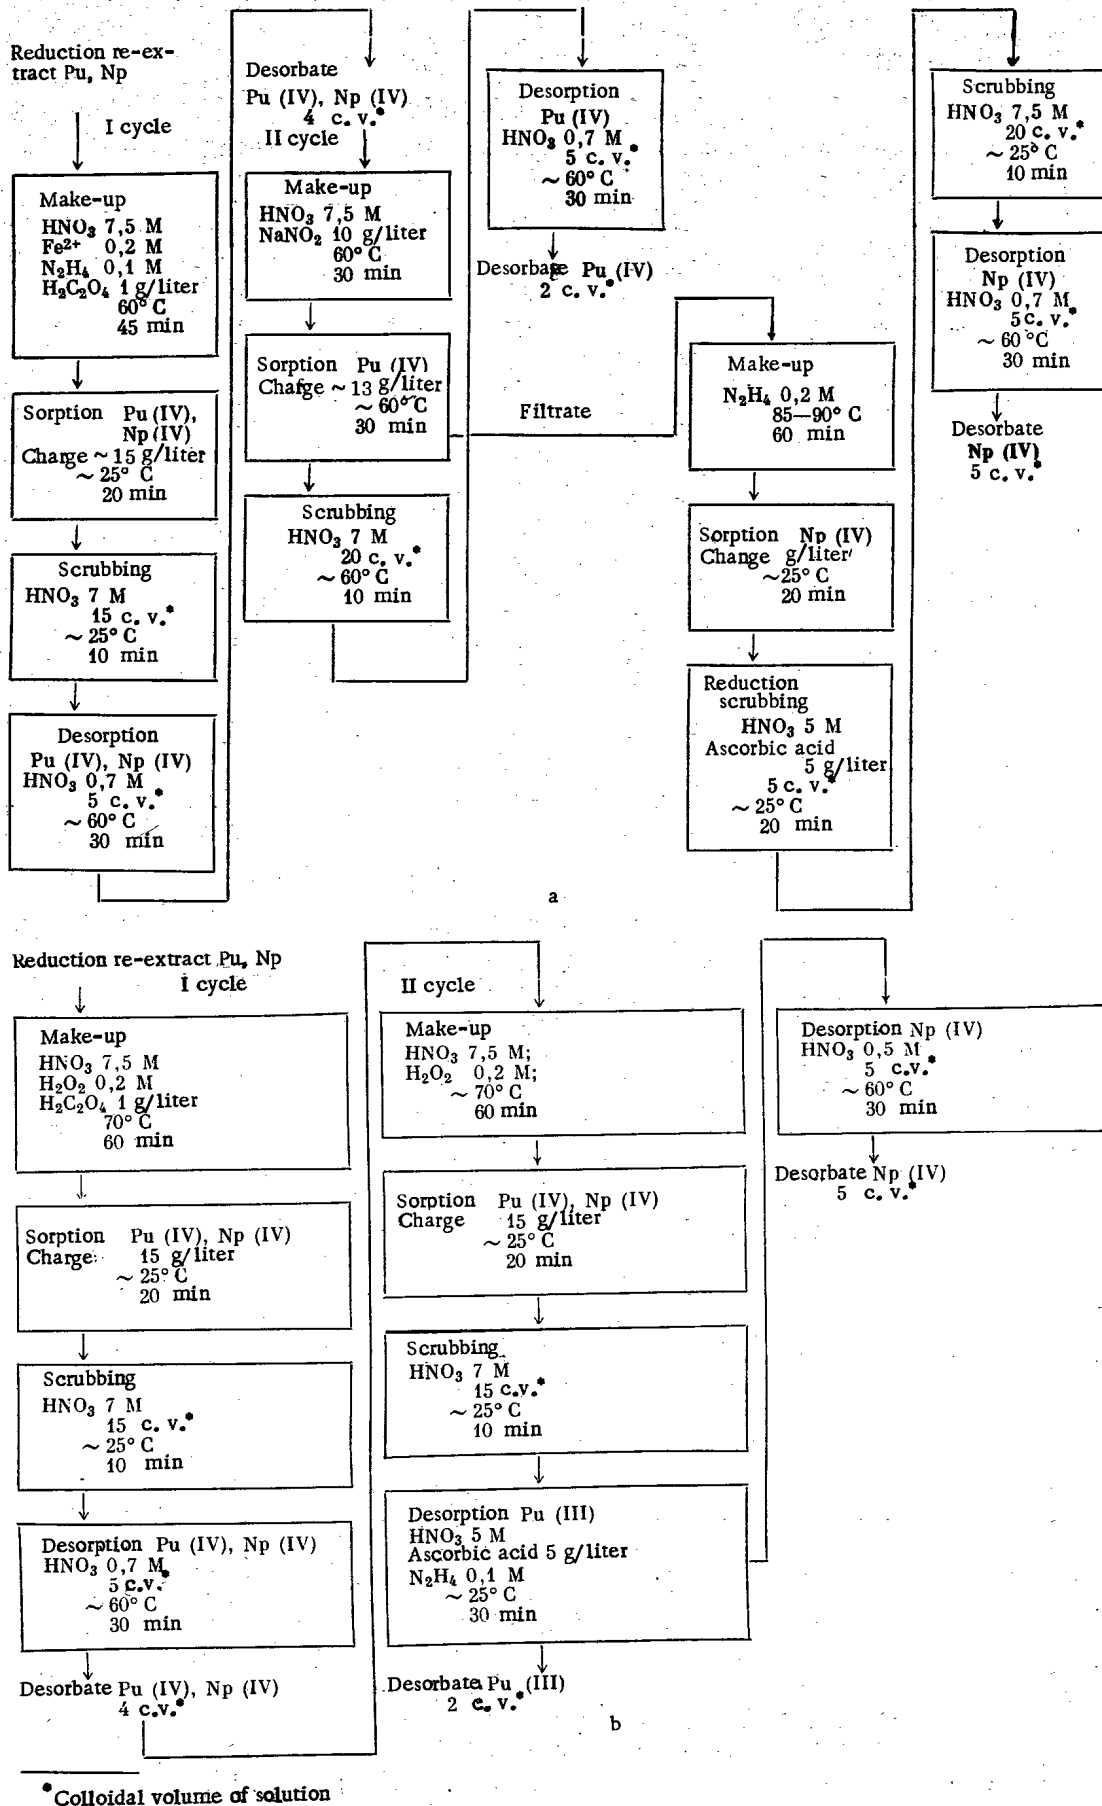 Reduction re-ex-
tract Pu, Np
I cycle
Make-up
HNO₃ 7,5 M
Fe²⁺ 0,2 M
N₂H₄ 0,1 M
H₂C₂O₄ 1 g/liter
60° C
45 min
Sorption Pu (IV),
Np (IV)
Charge ~ 15 g/liter
~ 25° C
20 min
Scrubbing
HNO₃ 7 M
15 c. v.*
~ 25° C
10 min
Desorption
Pu (IV), Np (IV)
HNO₃ 0,7 M
5 c. v.*
~ 60° C
30 min
Desorbate
Pu (IV), Np (IV)
4 c. v.*
II cycle
Make-up
HNO₃ 7,5 M
NaNO₂ 10 g/liter
60° C
30 min
Sorption Pu (IV)
Charge ~ 13 g/liter
~ 60° C
30 min
Scrubbing
HNO₃ 7 M
20 c. v.*
~ 60° C
10 min
Desorption
Pu (IV)
HNO₃ 0,7 M
5 c. v.*
~ 60° C
30 min
Desorbate Pu (IV)
2 c. v.*
Filtrate
Make-up
N₂H₄ 0,2 M
85—90° C
60 min
Sorption Np (IV)
Change g/liter
~25° C
20 min
Reduction
scrubbing
HNO₃ 5 M
Ascorbic acid
5 g/liter
5 c. v.*
~ 25° C
20 min
Scrubbing
HNO₃ 7,5 M
20 c. v.*
~ 25° C
10 min
Desorption
Np (IV)
HNO₃ 0,7 M
5 c. v.*
~ 60 °C
30 min
Desorbate
Np (IV)
5 c. v.*
a
Reduction re-extract Pu, Np
I cycle
Make-up
HNO₃ 7,5 M
H₂O₂ 0,2 M
H₂C₂O₄ 1 g/liter
70° C
60 min
Sorption Pu (IV), Np (IV)
Charge 15 g/liter
~ 25° C
20 min
Scrubbing
HNO₃ 7 M
15 c. v.*
~ 25° C
10 min
Desorption Pu (IV), Np (IV)
HNO₃ 0,7 M
5 c.v.*
~ 60° C
30 min
Desorbate Pu (IV), Np (IV)
4 c.v.*
II cycle
Make-up
HNO₃ 7,5 M;
H₂O₂ 0,2 M;
~ 70° C
60 min
Sorption Pu (IV), Np (IV)
Charge 15 g/liter
~ 25° C
20 min
Scrubbing
HNO₃ 7 M
15 c.v.*
~ 25° C
10 min
Desorption Pu (III)
HNO₃ 5 M
Ascorbic acid 5 g/liter
N₂H₄ 0,1 M
~ 25° C
30 min
Desorbate Pu (III)
2 c. v.*
Desorption Np (IV)
HNO₃ 0,5 M
5 c.v.*
~ 60° C
30 min
Desorbate Np (IV)
5 c. v.*
b
*Colloidal volume of solution